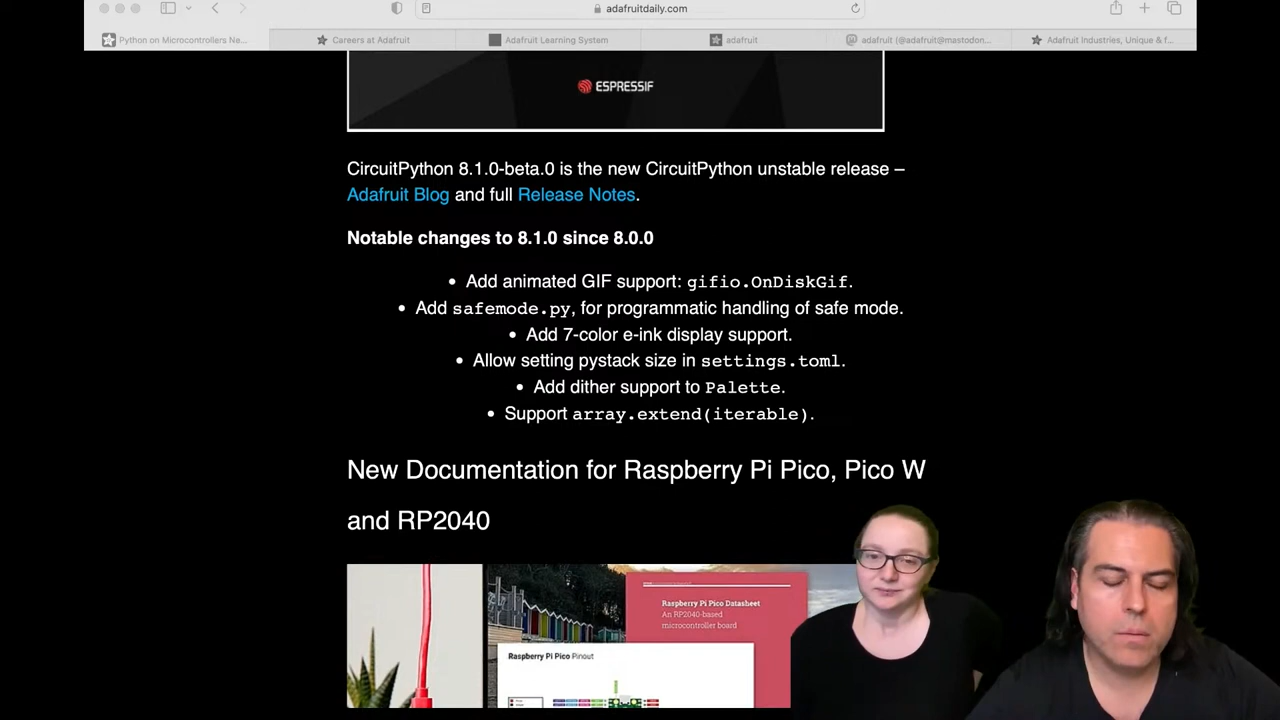 adafruitdaily.com
Python on Microcontrollers Ne...
Careers at Adafruit
Adafruit Learning System
adafruit
adafruit (@adafruit@mastodon...
Adafruit Industries, Unique & f...
ESPRESSIF
CircuitPython 8.1.0-beta.0 is the new CircuitPython unstable release –
Adafruit Blog and full Release Notes.
Notable changes to 8.1.0 since 8.0.0
• Add animated GIF support: gifio.OnDiskGif.
• Add safemode.py, for programmatic handling of safe mode.
• Add 7-color e-ink display support.
• Allow setting pystack size in settings.toml.
• Add dither support to Palette.
• Support array.extend(iterable).
New Documentation for Raspberry Pi Pico, Pico W
and RP2040
Raspberry Pi Pico Datasheet
An RP2040-based
microcontroller board
Raspberry Pi Pico Pinout